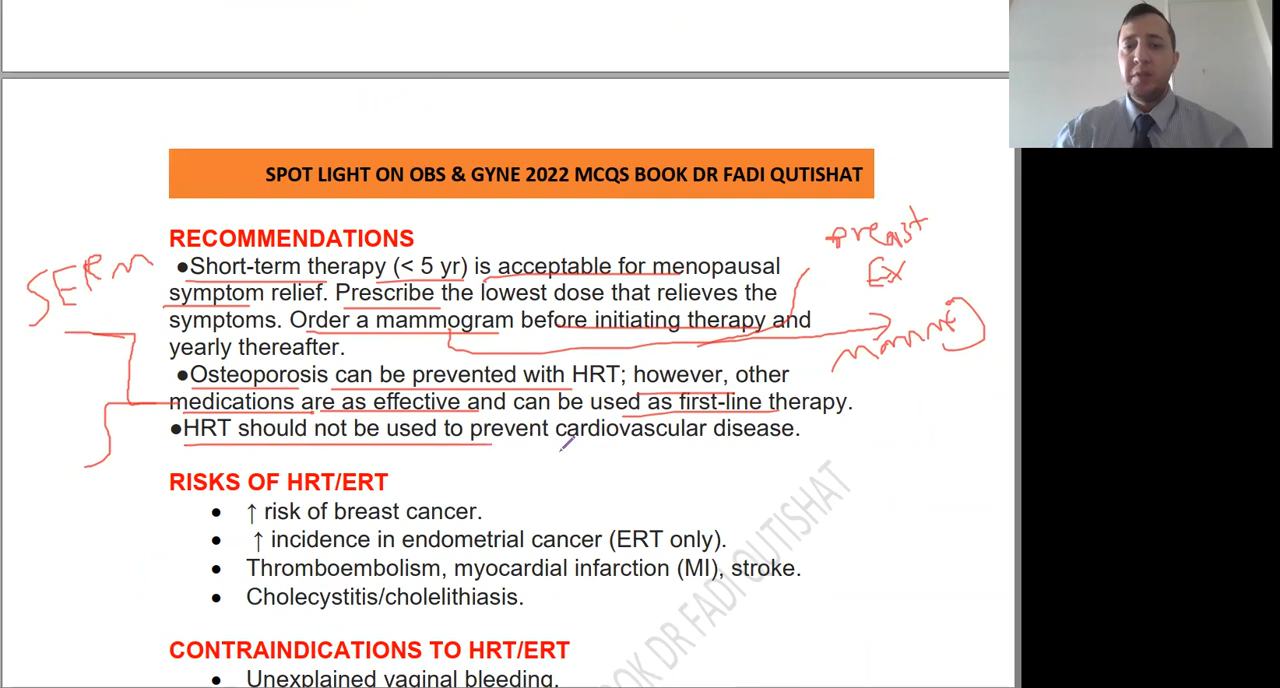 SPOT LIGHT ON OBS & GYNE 2022 MCQS BOOK DR FADI QUTISHAT
RECOMMENDATIONS
●Short-term therapy (< 5 yr) is acceptable for menopausal
symptom relief. Prescribe the lowest dose that relieves the
symptoms. Order a mammogram before initiating therapy and
yearly thereafter.
●Osteoporosis can be prevented with HRT; however, other
medications are as effective and can be used as first-line therapy.
●HRT should not be used to prevent cardiovascular disease.
SERM
breast
Ex
RISKS OF HRT/ERT
• ↑ risk of breast cancer.
• ↑ incidence in endometrial cancer (ERT only).
• Thromboembolism, myocardial infarction (MI), stroke.
• Cholecystitis/cholelithiasis.
CONTRAINDICATIONS TO HRT/ERT
• Unexplained vaginal bleeding.
OOK DR FADI QUTISHAT